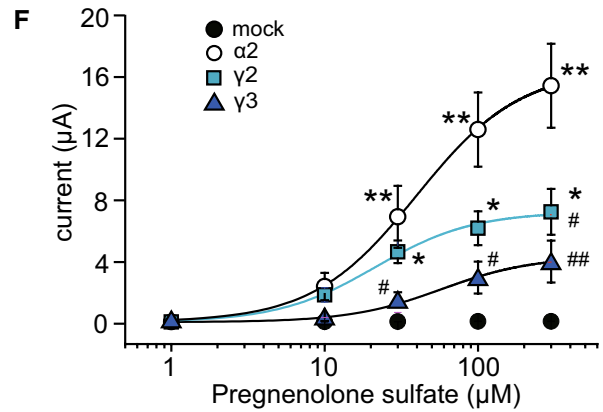 F
mock
α2
γ2
γ3
20
16
12
8
4
0
current (μA)
**
**
**
*
*
*
#
#
#
##
1
10
100
Pregnenolone sulfate (μM)